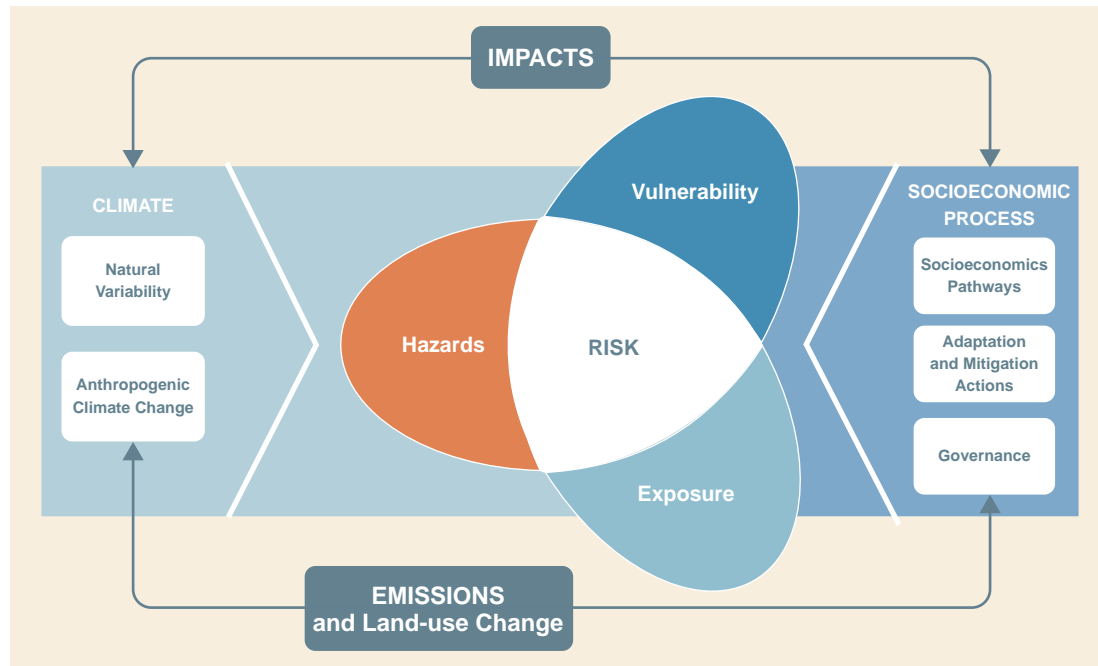 IMPACTS
CLIMATE
Natural
Variability
Anthropogenic
Climate Change
Vulnerability
Hazards
RISK
Exposure
SOCIOECONOMIC
PROCESS
Socioeconomics
Pathways
Adaptation
and Mitigation
Actions
Governance
EMISSIONS
and Land-use Change